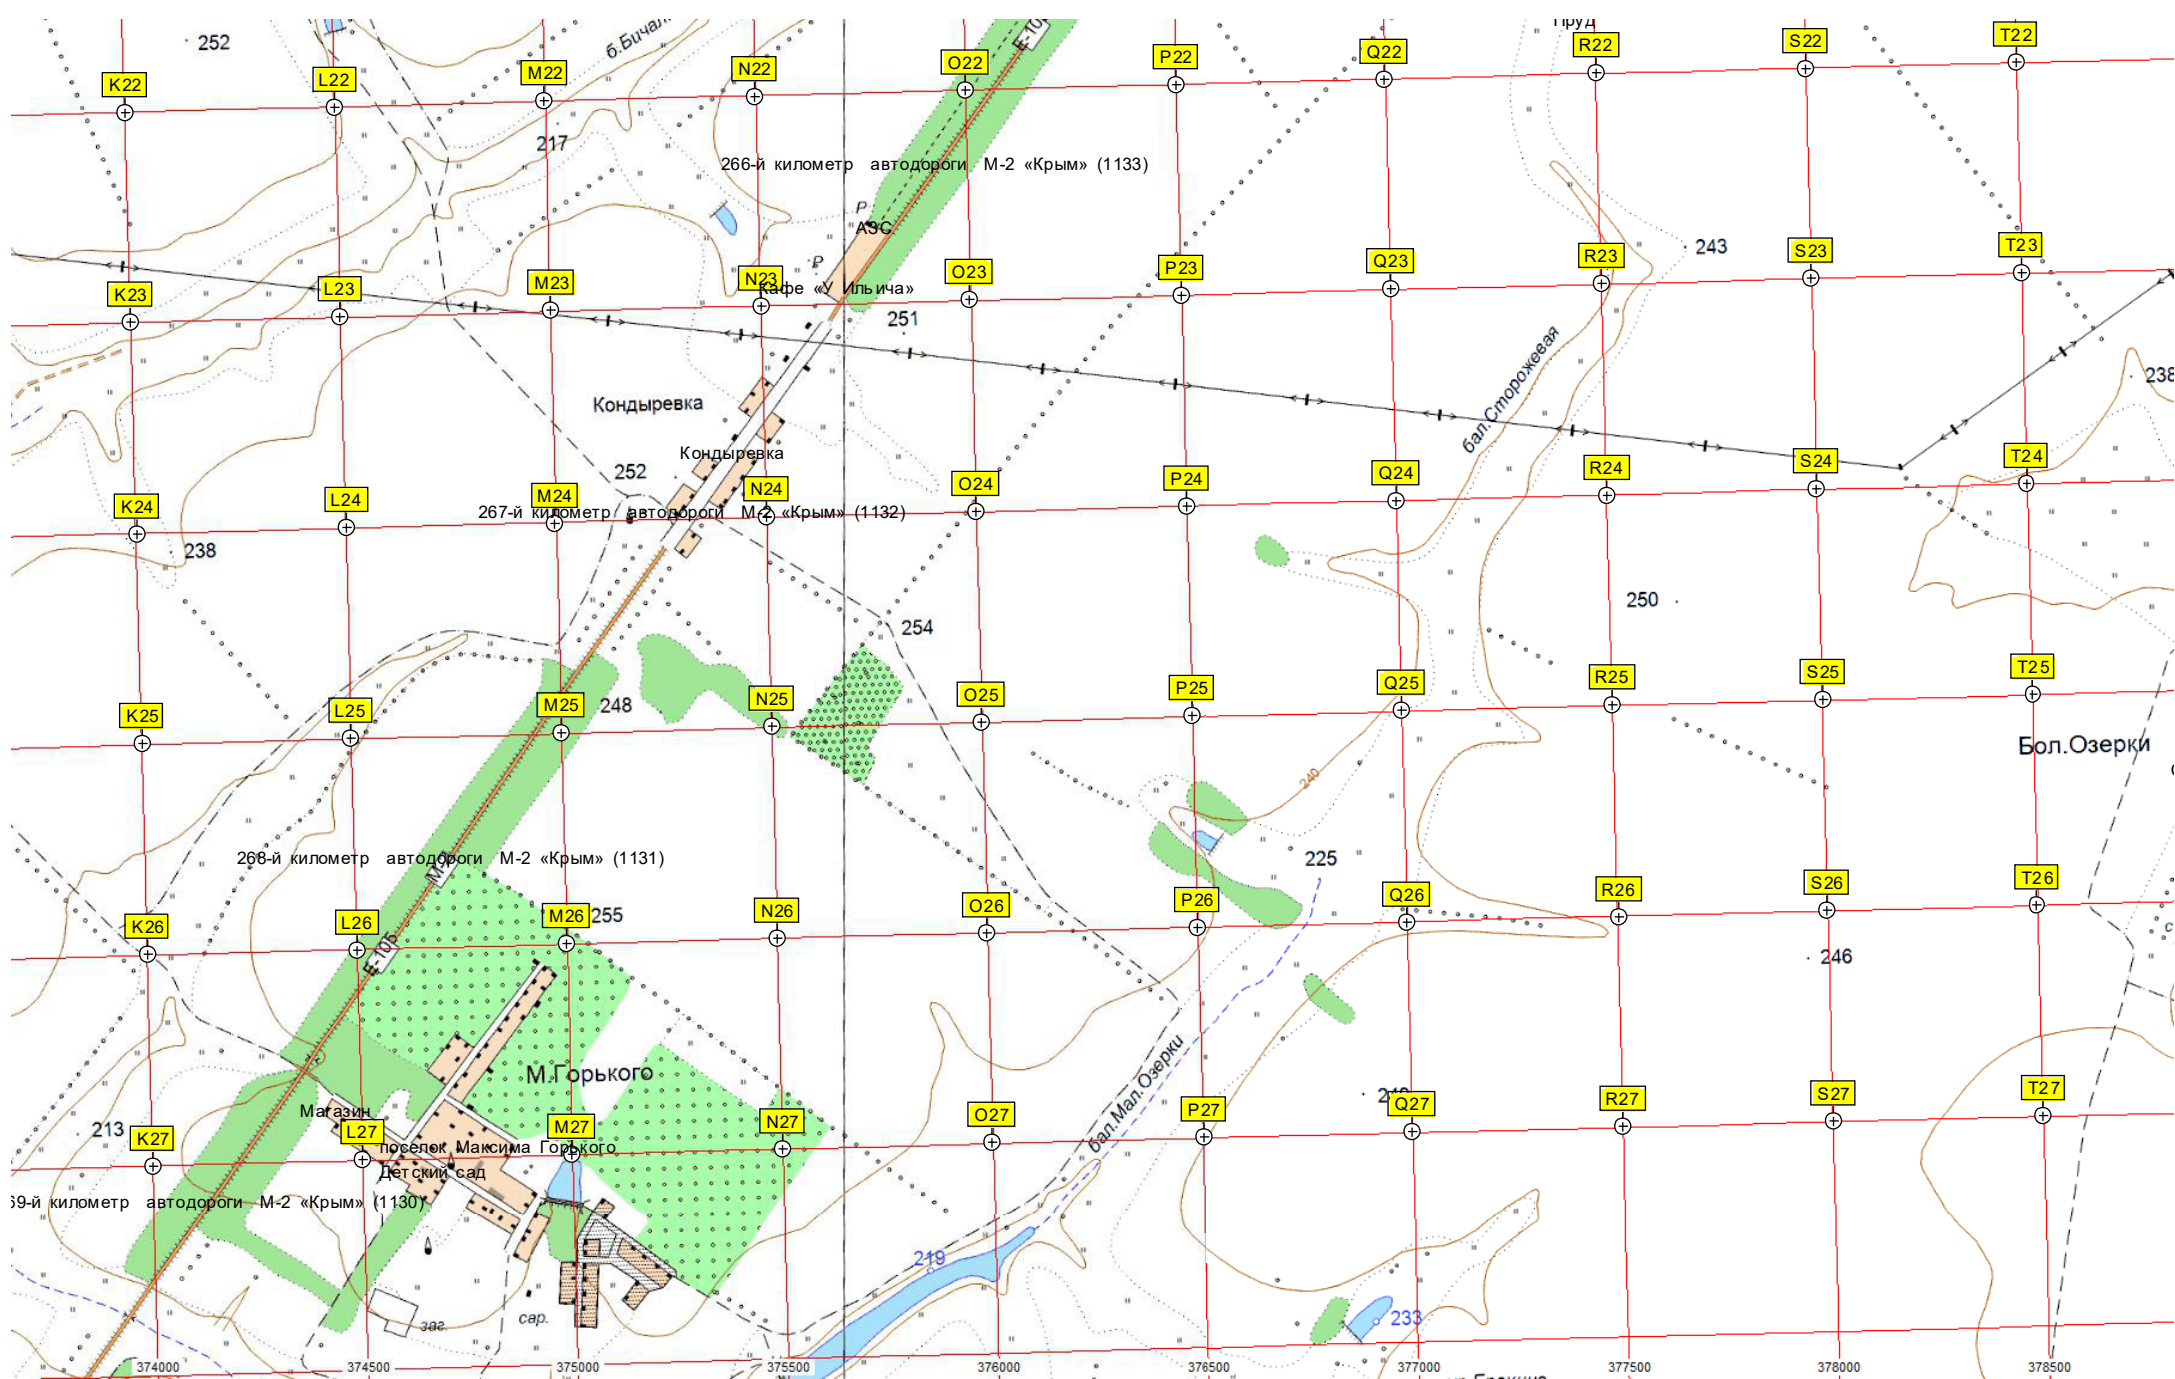 Пруд
252
б.Бичал
Е-10
K22
L22
M22
N22
O22
P22
Q22
R22
S22
T22
217
266-й километр автодороги М-2 «Крым» (1133)
Р
АЗС
Р
243
K23
L23
M23
N23
O23
P23
Q23
R23
S23
T23
Кафе «У Ильича»
251
бал.Сторожевая
238
Кондыревка
Кондыревка
252
K24
L24
M24
N24
O24
P24
Q24
R24
S24
T24
267-й километр автодороги М-2 «Крым» (1132)
238
250
254
K25
L25
M25
N25
O25
P25
Q25
R25
S25
T25
248
Бол.Озерки
240
268-й километр автодороги М-2 «Крым» (1131)
225
K26
L26
M26
N26
O26
P26
Q26
R26
S26
T26
255
Е-105
246
М.Горького
бал.Мал.Озерки
Магазин
213
K27
L27
M27
N27
O27
P27
Q27
R27
S27
T27
поселок Максима Горького
Детский сад
69-й километр автодороги М-2 «Крым» (1130)
219
заг.
сар.
233
374000
374500
375000
375500
376000
376500
377000
377500
378000
378500